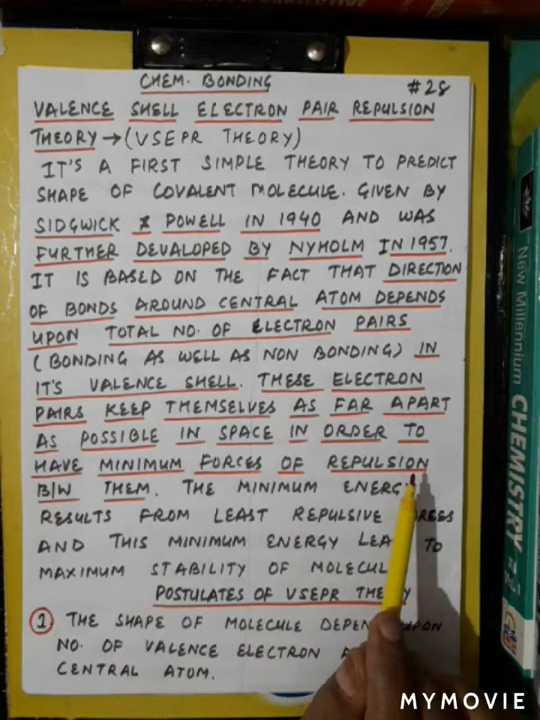 CHEM. BONDING
#28
VALENCE SHELL ELECTRON PAIR REPULSION
THEORY → (VSEPR THEORY)
IT'S A FIRST SIMPLE THEORY TO PREDICT
SHAPE OF COVALENT MOLECULE. GIVEN BY
SIDGWICK & POWELL IN 1940 AND WAS
FURTHER DEVALOPED BY NYHOLM IN 1957.
IT IS BASED ON THE FACT THAT DIRECTION
OF BONDS AROUND CENTRAL ATOM DEPENDS
UPON TOTAL NO. OF ELECTRON PAIRS
(BONDING AS WELL AS NON BONDING) IN
IT'S VALENCE SHELL. THESE ELECTRON
PAIRS KEEP THEMSELVES AS FAR APART
AS POSSIBLE IN SPACE IN ORDER TO
HAVE MINIMUM FORCES OF REPULSION
B/W THEM. THE MINIMUM ENERGY
RESULTS FROM LEAST REPULSIVE
AND THIS MINIMUM ENERGY TO
MAXIMUM STABILITY OF
POSTULATES OF VSEPR THEORY
① THE SHAPE OF MOLECULE UPON
NO. OF VALENCE ELECTRON
CENTRAL ATOM.
New Millennium CHEMISTRY
MYMOVIE